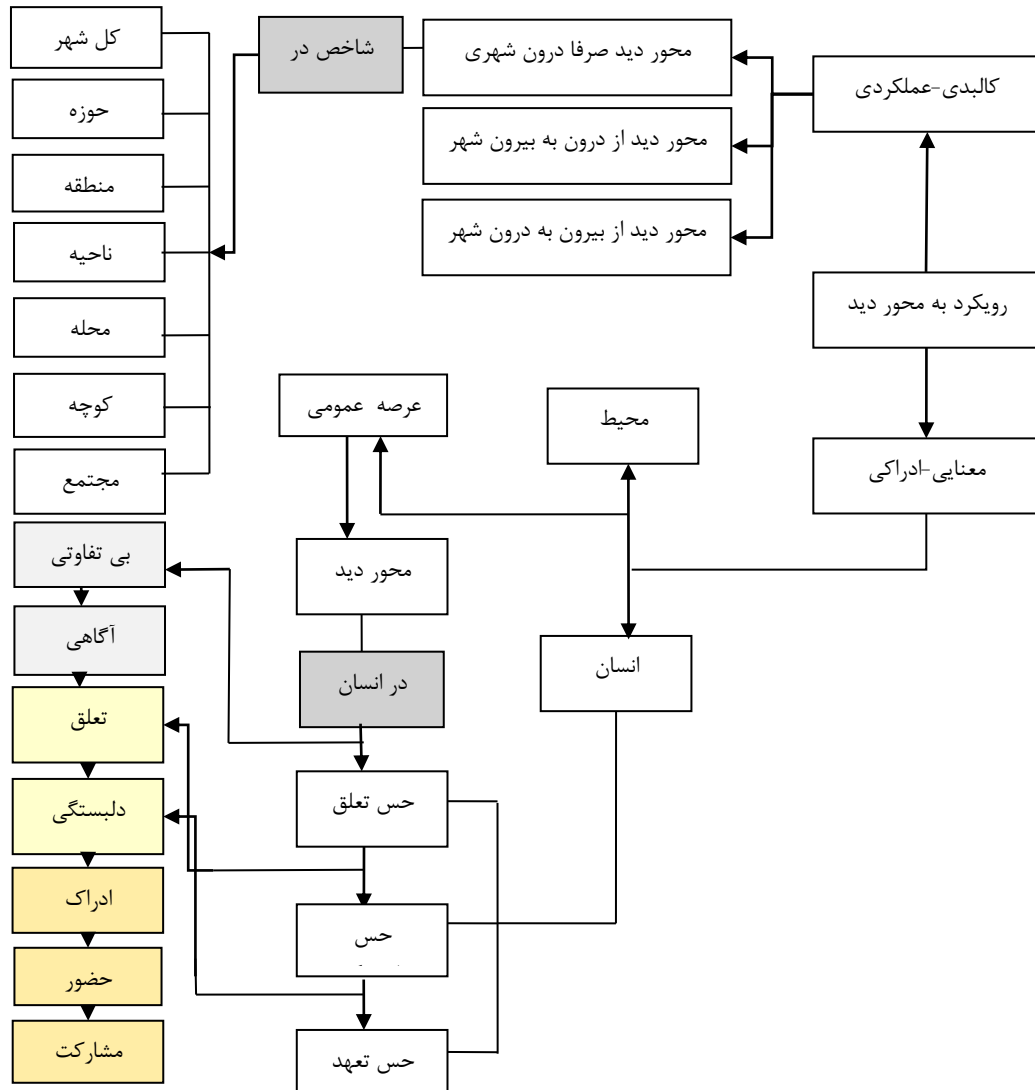 کالبدی-عملکردی
رویکرد به محور دید
معنایی-ادراکی
محور دید صرفا درون شهری
محور دید از درون به بیرون شهر
محور دید از بیرون به درون شهر
شاخص در
کل شهر
حوزه
منطقه
ناحیه
محله
کوچه
مجتمع
محیط
انسان
عرصه عمومی
محور دید
در انسان
حس تعلق
حس
حس تعهد
بی تفاوتی
آگاهی
تعلق
دلبستگی
ادراک
حضور
مشارکت